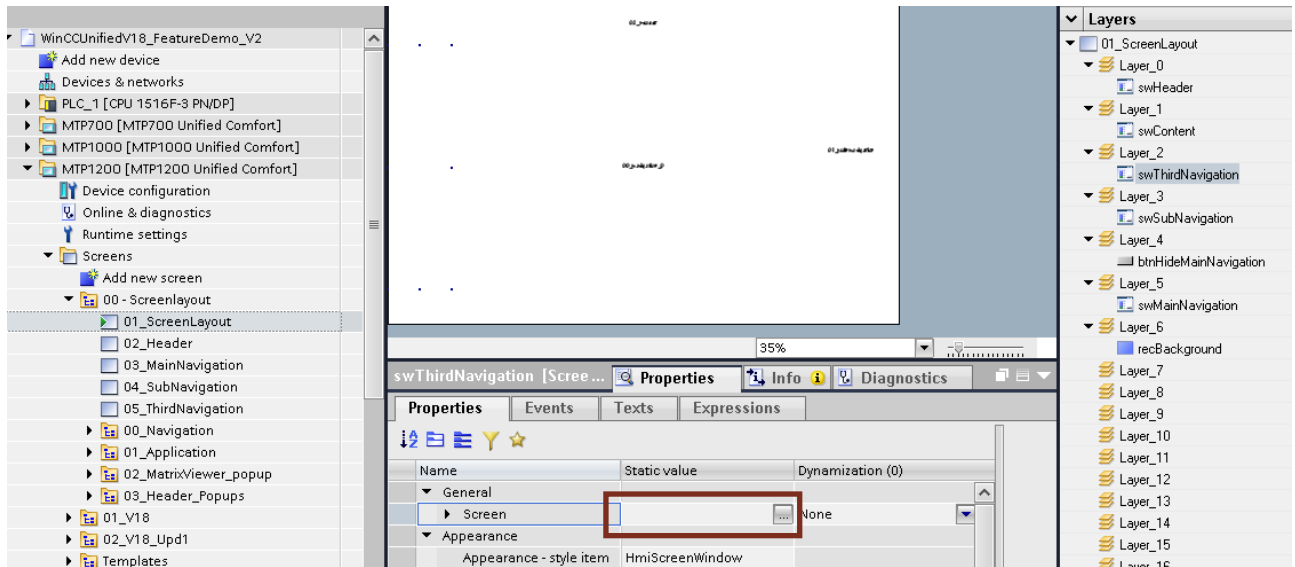 WinCCUnifiedV18_FeatureDemo_V2
Add new device
Devices & networks
PLC_1 [CPU 1516F-3 PN/DP]
MTP700 [MTP700 Unified Comfort]
MTP1000 [MTP1000 Unified Comfort]
MTP1200 [MTP1200 Unified Comfort]
Device configuration
Online & diagnostics
Runtime settings
Screens
Add new screen
00 - Screenlayout
01_ScreenLayout
02_Header
03_MainNavigation
04_SubNavigation
05_ThirdNavigation
00_Navigation
01_Application
02_MatrixViewer_popup
03_Header_Popups
01_V18
02_V18_Upd1
Templates
35%
swThirdNavigation [Scree...
Properties
Info
Diagnostics
Properties
Events
Texts
Expressions
Name
Static value
Dynamization (0)
General
Screen
...
None
Appearance
Appearance - style item
HmiScreenWindow
Layers
01_ScreenLayout
Layer_0
swHeader
Layer_1
swContent
Layer_2
swThirdNavigation
Layer_3
swSubNavigation
Layer_4
btnHideMainNavigation
Layer_5
swMainNavigation
Layer_6
recBackground
Layer_7
Layer_8
Layer_9
Layer_10
Layer_11
Layer_12
Layer_13
Layer_14
Layer_15
Layer_16